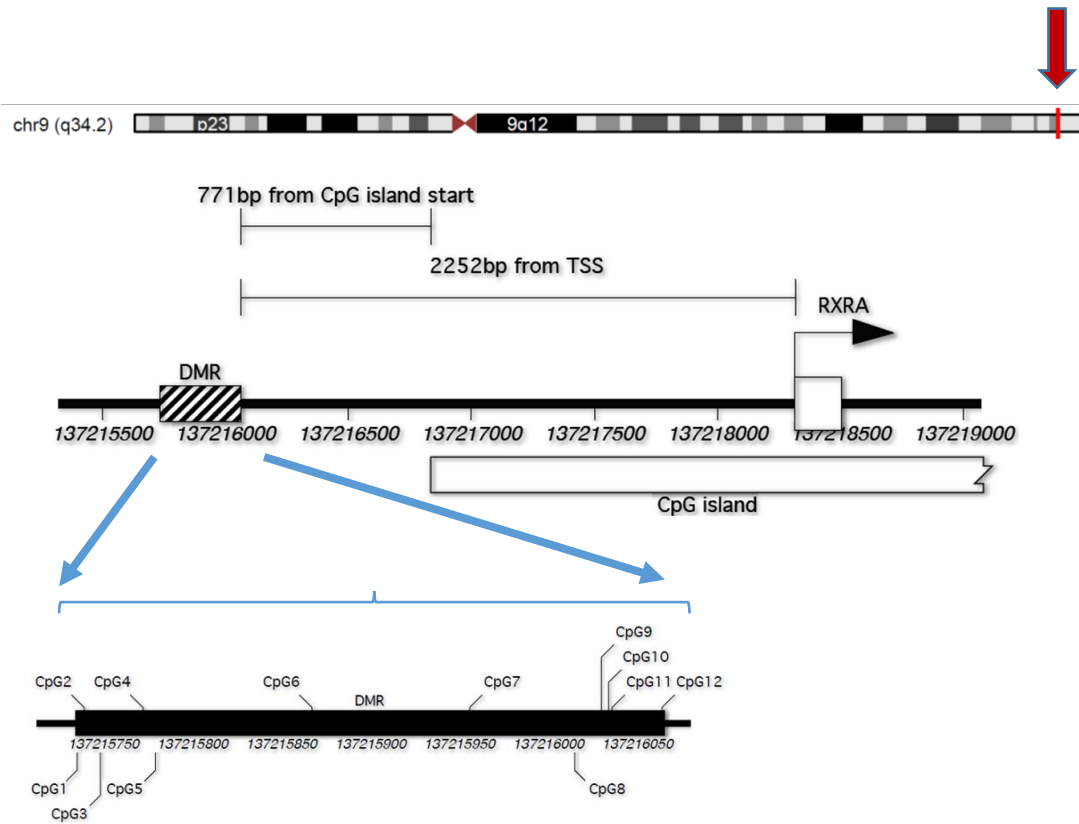 chr9 (q34.2)
p23
9q12
771bp from CpG island start
2252bp from TSS
RXRA
DMR
137215500 137216000 137216500 137217000 137217500 137218000 137218500 137219000
CpG island
CpG9
CpG10
CpG2 CpG4 CpG6 CpG7 CpG11 CpG12
DMR
137215750 137215800 137215850 137215900 137215950 137216000 137216050
CpG1 CpG5 CpG8
CpG3